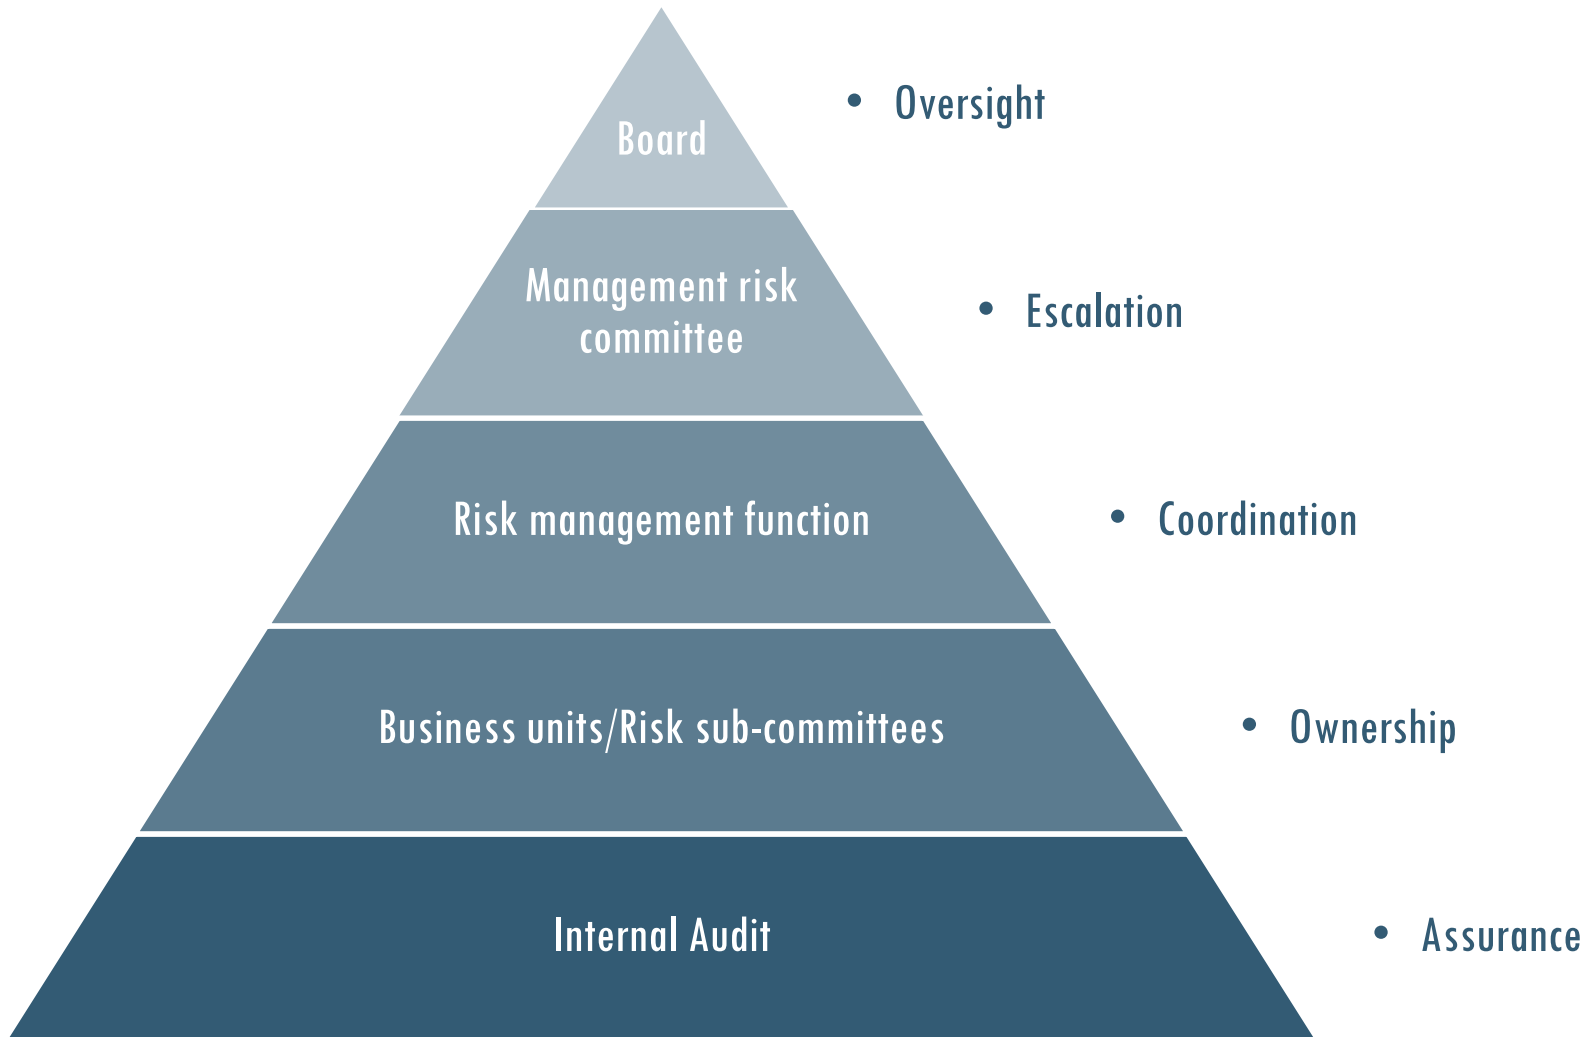 Board
• Oversight
Management risk
committee
• Escalation
Risk management function
• Coordination
Business units/Risk sub-committees
• Ownership
Internal Audit
• Assurance